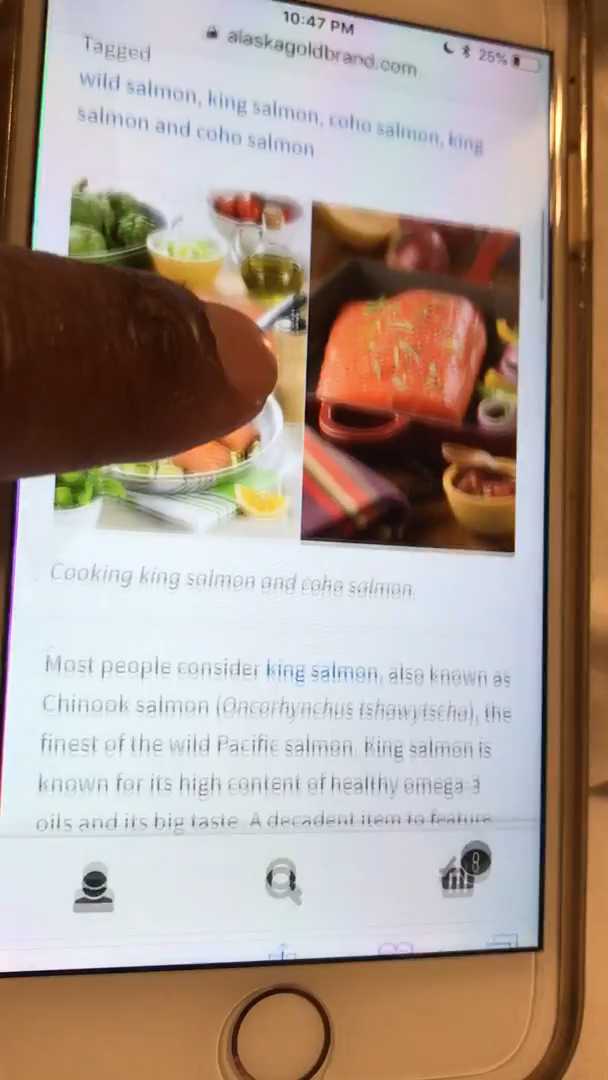 10:47 PM
25%
alaskagoldbrand.com
Tagged
wild salmon, king salmon, coho salmon, king
salmon and coho salmon
Cooking king salmon and coho salmon.
Most people consider king salmon, also known as
Chinook salmon (Oncorhynchus tshawytscha), the
finest of the wild Pacific salmon. King salmon is
known for its high content of healthy omega-3
oils and its big taste. A decadent item to feature